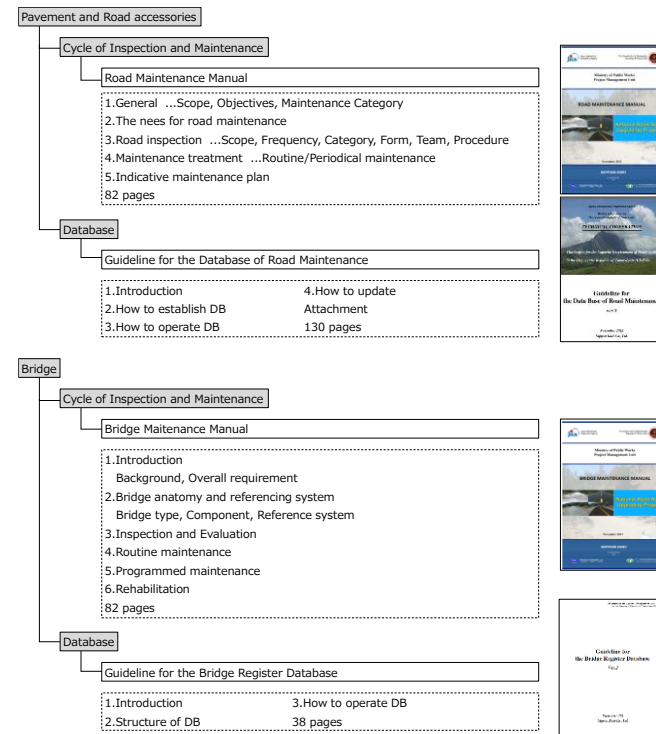 Pavement and Road accessories
Cycle of Inspection and Maintenance
Road Maintenance Manual
1.General ...Scope, Objectives, Maintenance Category
2.The nees for road maintenance
3.Road inspection ...Scope, Frequency, Category, Form, Team, Procedure
4.Maintenance treatment ...Routine/Periodical maintenance
5.Indicative maintenance plan
82 pages
Database
Guideline for the Database of Road Maintenance
1.Introduction 4.How to update
2.How to establish DB Attachment
3.How to operate DB 130 pages
Ministry of Public Works
Project Management Unit
ROAD MAINTENANCE MANUAL
TECHNICAL COOPERATION
Guideline for
the Data Base of Road Maintenance
Bridge
Cycle of Inspection and Maintenance
Bridge Maitenance Manual
1.Introduction
Background, Overall requirement
2.Bridge anatomy and referencing system
Bridge type, Component, Reference system
3.Inspection and Evaluation
4.Routine maintenance
5.Programmed maintenance
6.Rehabilitation
82 pages
Database
Guideline for the Bridge Register Database
1.Introduction 3.How to operate DB
2.Structure of DB 38 pages
Ministry of Public Works
Project Management Unit
BRIDGE MAINTENANCE MANUAL
Guideline for
the Bridge Register Database